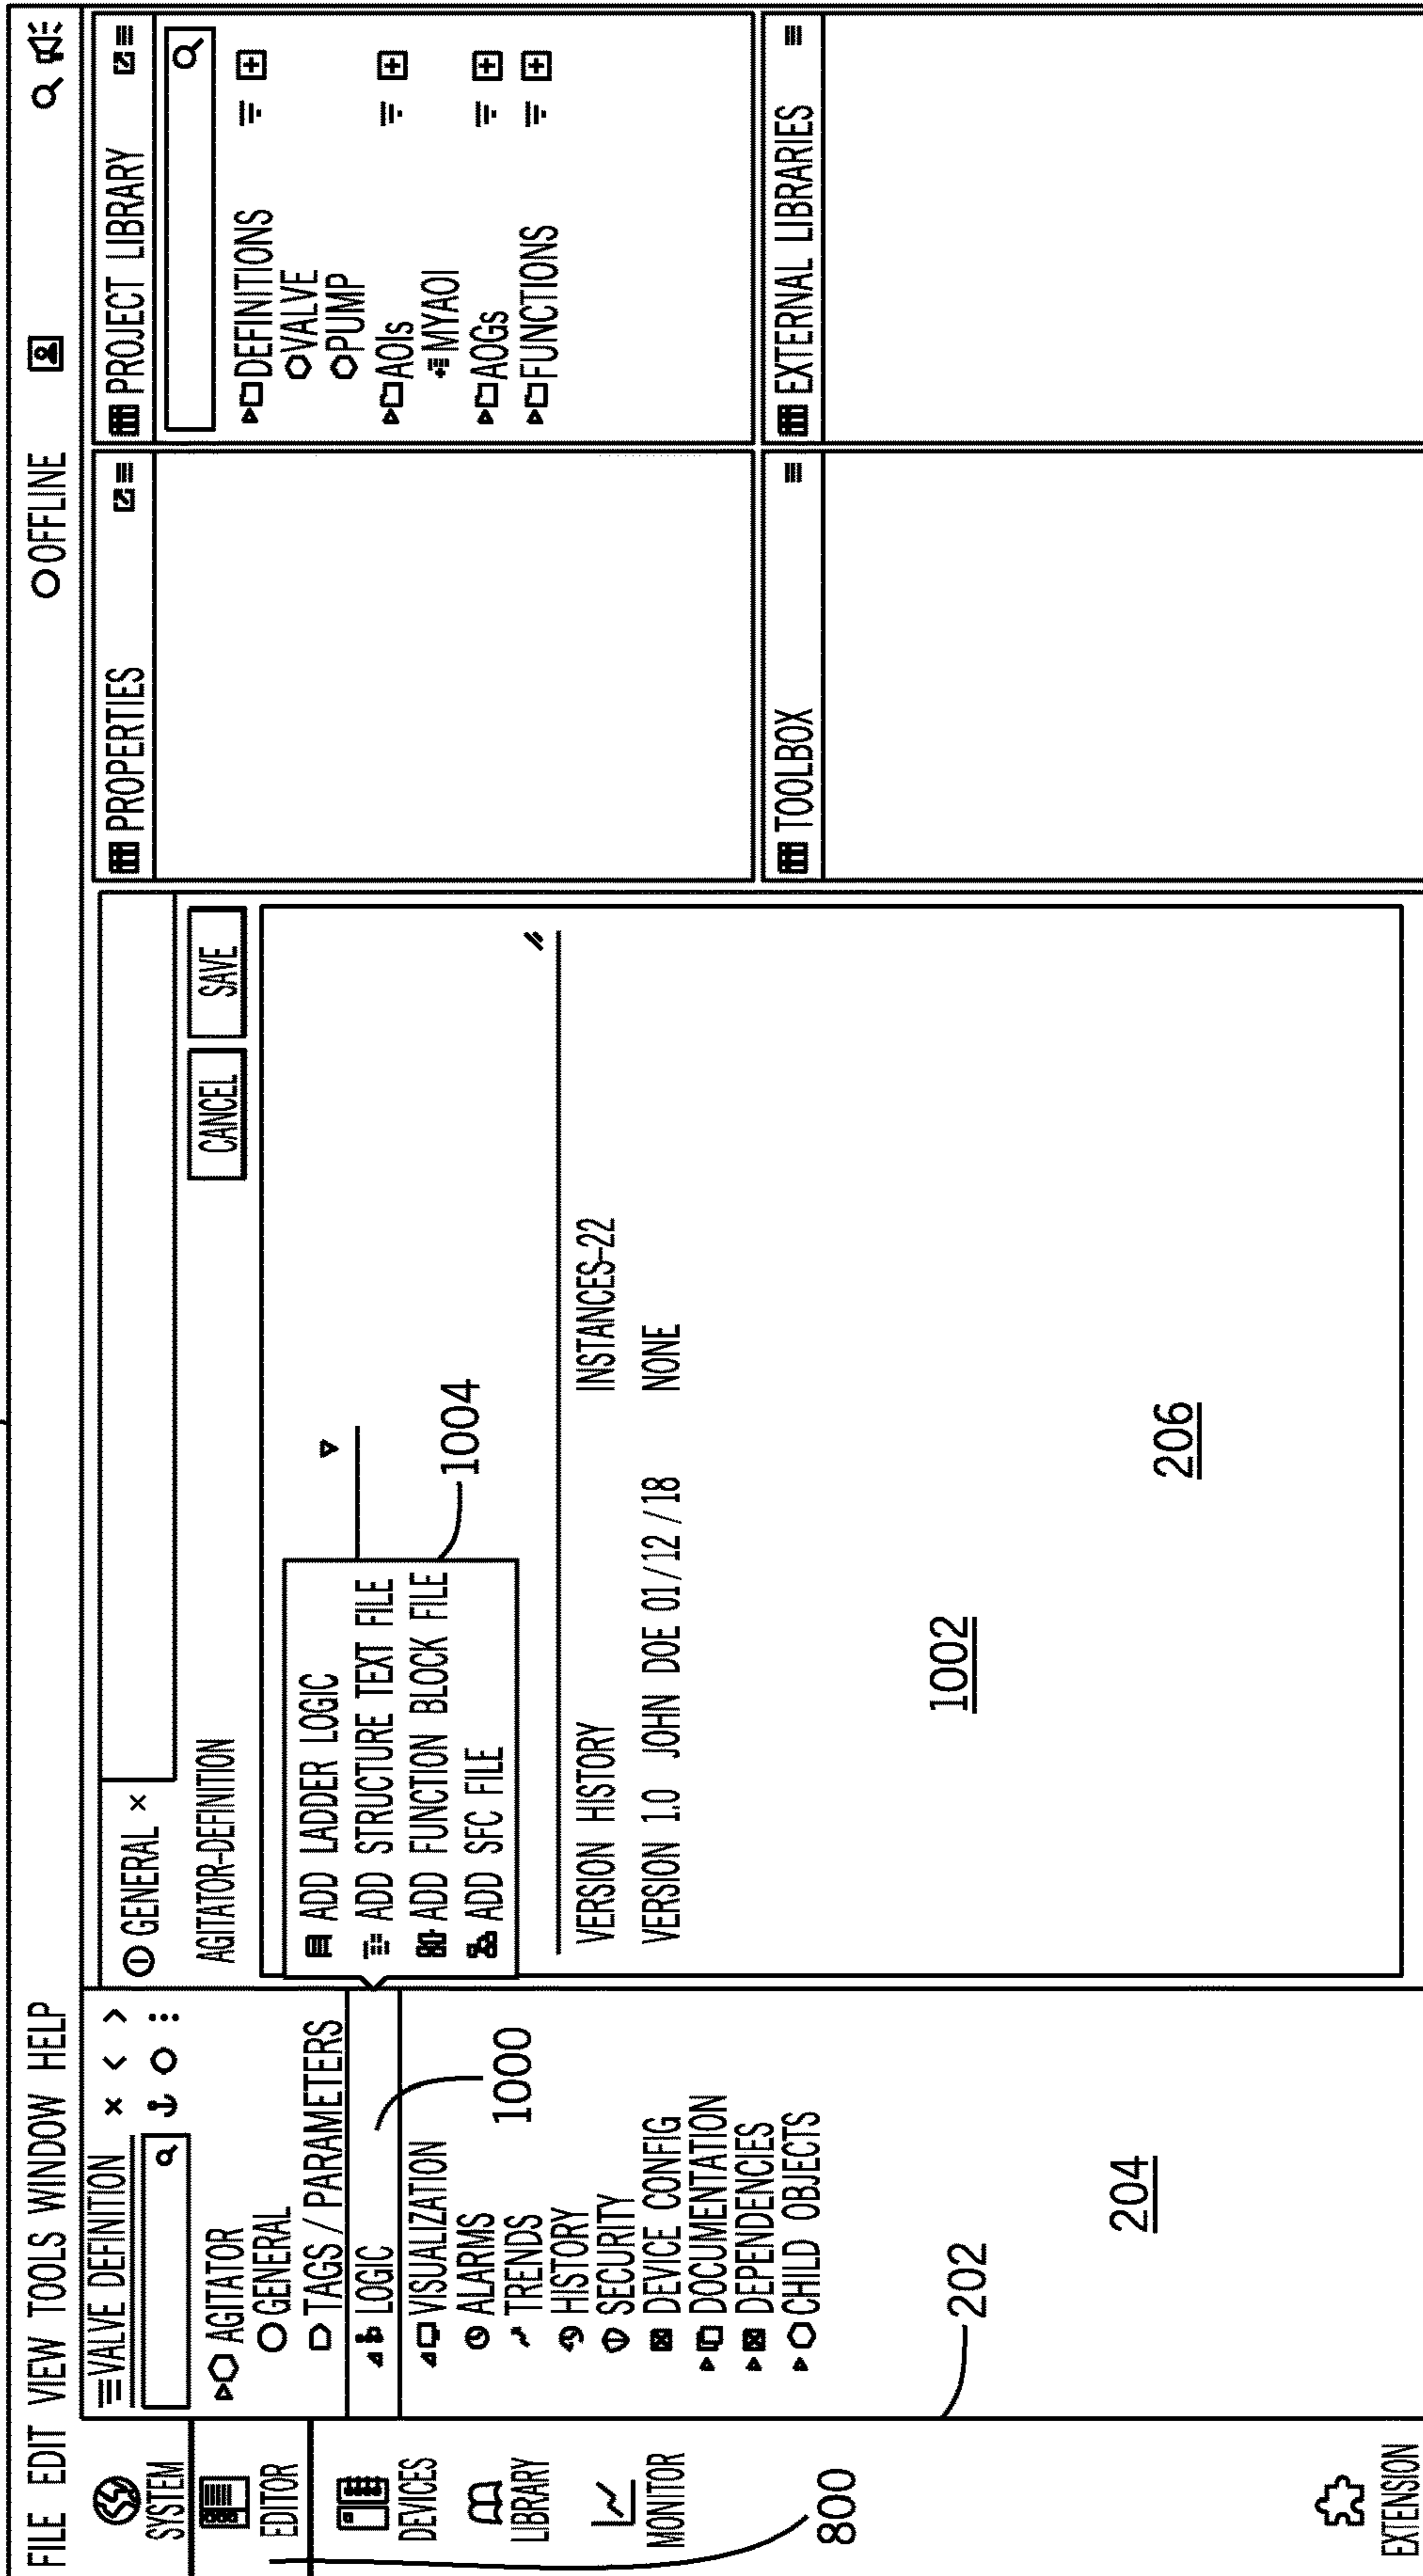 FILE EDIT VIEW TOOLS WINDOW HELP
OFFLINE
SYSTEM
EDITOR
DEVICES
LIBRARY
MONITOR
EXTENSION
800
VALVE DEFINITION
AGITATOR
GENERAL
TAGS / PARAMETERS
LOGIC
VISUALIZATION
ALARMS
TRENDS
HISTORY
SECURITY
DEVICE CONFIG
DOCUMENTATION
DEPENDENCIES
CHILD OBJECTS
1000
202
204
GENERAL ×
AGITATOR-DEFINITION
CANCEL
SAVE
ADD LADDER LOGIC
ADD STRUCTURE TEXT FILE
ADD FUNCTION BLOCK FILE
ADD SFC FILE
1004
VERSION HISTORY INSTANCES-22
VERSION 1.0 JOHN DOE 01/12/18 NONE
1002
206
PROPERTIES
TOOLBOX
PROJECT LIBRARY
DEFINITIONS
VALVE
PUMP
AOIs
MYAOI
AOGs
FUNCTIONS
EXTERNAL LIBRARIES